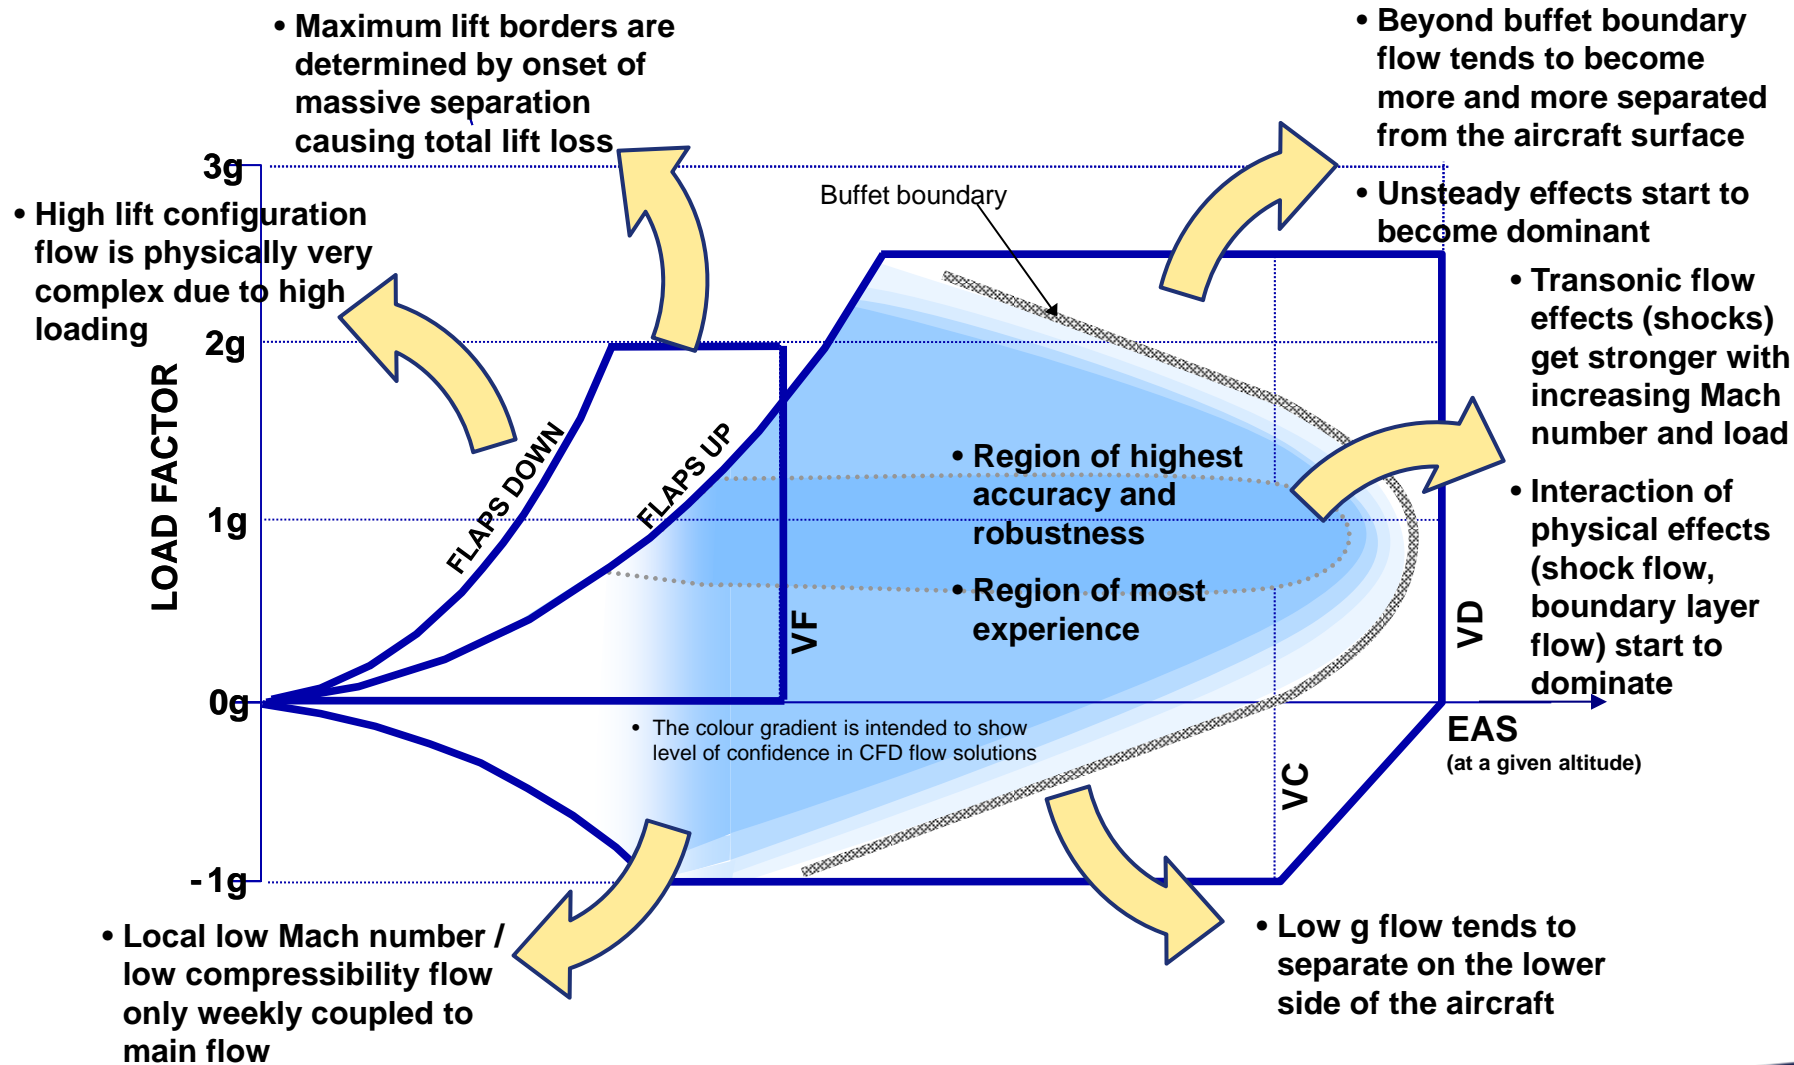 • Maximum lift borders are
determined by onset of
massive separation
causing total lift loss
• Beyond buffet boundary
flow tends to become
more and more separated
from the aircraft surface
• Unsteady effects start to
become dominant
3g
Buffet boundary
• High lift configuration
flow is physically very
complex due to high
loading
• Transonic flow
effects (shocks)
get stronger with
increasing Mach
number and load
2g
LOAD FACTOR
FLAPS DOWN
FLAPS UP
• Region of highest
accuracy and
robustness
• Region of most
experience
• Interaction of
physical effects
(shock flow,
boundary layer
flow) start to
dominate
1g
VF
VD
0g
• The colour gradient is intended to show
level of confidence in CFD flow solutions
EAS
(at a given altitude)
VC
-1g
• Local low Mach number /
low compressibility flow
only weekly coupled to
main flow
• Low g flow tends to
separate on the lower
side of the aircraft